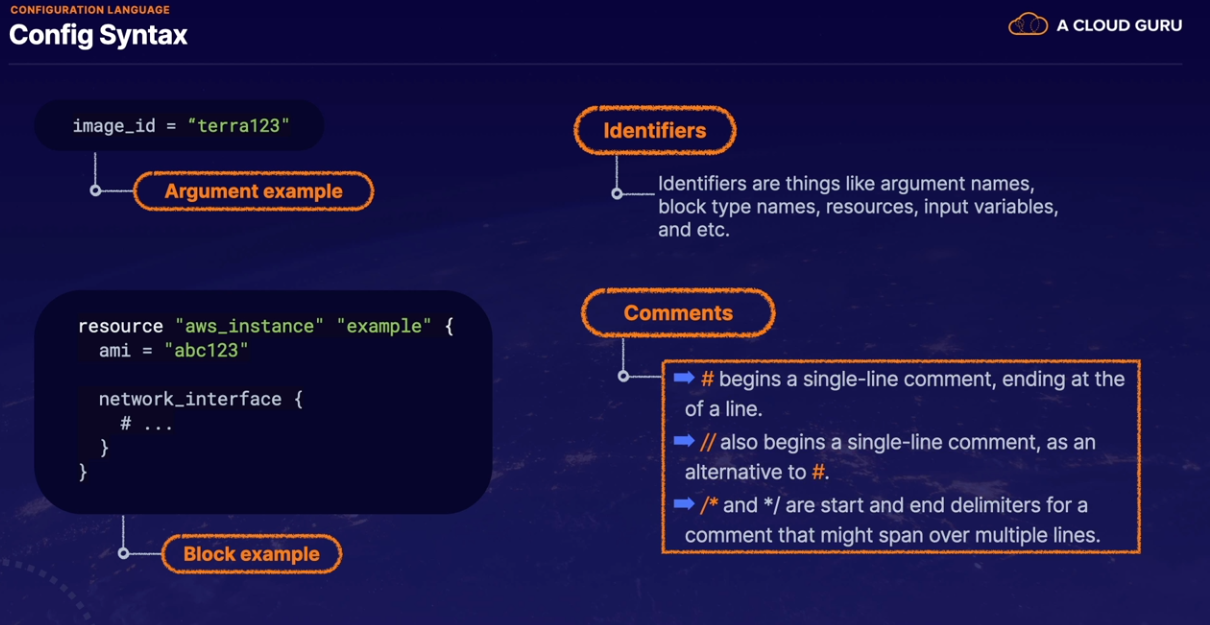 CONFIGURATION LANGUAGE
Config Syntax
A CLOUD GURU
image_id = “terra123"
Argument example
resource "aws_instance" "example" {
ami = "abc123"
network_interface {
# ...
}
}
Block example
Identifiers
Identifiers are things like argument names,
block type names, resources, input variables,
and etc.
Comments
# begins a single-line comment, ending at the
of a line.
// also begins a single-line comment, as an
alternative to #.
/* and */ are start and end delimiters for a
comment that might span over multiple lines.